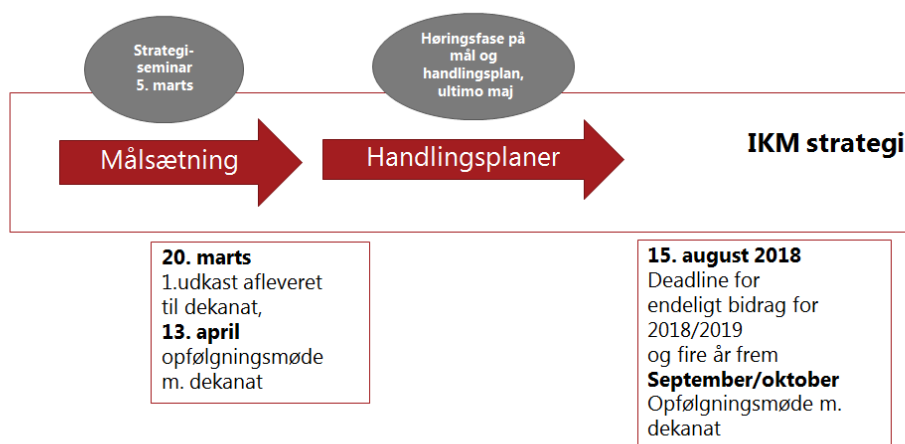 Strategi-
seminar
5. marts
Høringsfase på
mål og
handlingsplan,
ultimo maj
Målsætning
Handlingsplaner
IKM strategi
20. marts
1.udkast afleveret
til dekanat,
13. april
opfølgningsmøde
m. dekanat
15. august 2018
Deadline for
endeligt bidrag for
2018/2019
og fire år frem
September/oktober
Opfølgningsmøde m.
dekanat